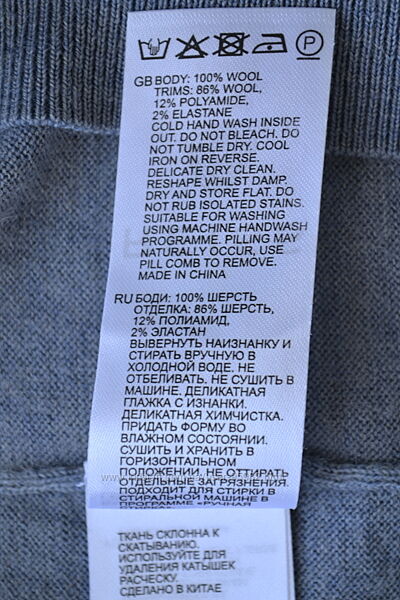 P
GB BODY: 100% WOOL
TRIMS: 86% WOOL,
12% POLYAMIDE,
2% ELASTANE
COLD HAND WASH INSIDE
OUT. DO NOT BLEACH. DO
NOT TUMBLE DRY. COOL
IRON ON REVERSE.
DELICATE DRY CLEAN.
RESHAPE WHILST DAMP.
DRY AND STORE FLAT. DO
NOT RUB ISOLATED STAINS.
SUITABLE FOR WASHING
USING MACHINE HANDWASH
PROGRAMME. PILLING MAY
NATURALLY OCCUR, USE
PILL COMB TO REMOVE.
MADE IN CHINA
RU БОДИ: 100% ШЕРСТЬ
ОТДЕЛКА: 86% ШЕРСТЬ,
12% ПОЛИАМИД,
2% ЭЛАСТАН
ВЫВЕРНУТЬ НАИЗНАНКУ И
СТИРАТЬ ВРУЧНУЮ В
ХОЛОДНОЙ ВОДЕ. НЕ
ОТБЕЛИВАТЬ. НЕ СУШИТЬ В
МАШИНЕ. ДЕЛИКАТНАЯ
ГЛАЖКА С ИЗНАНКИ.
ДЕЛИКАТНАЯ ХИМЧИСТКА.
ПРИДАТЬ ФОРМУ ВО
ВЛАЖНОМ СОСТОЯНИИ.
СУШИТЬ И ХРАНИТЬ В
ГОРИЗОНТАЛЬНОМ
ПОЛОЖЕНИИ. НЕ ОТТИРАТЬ
ОТДЕЛЬНЫЕ ЗАГРЯЗНЕНИЯ.
ПОДХОДИТ ДЛЯ СТИРКИ В
СТИРАЛЬНОЙ МАШИНЕ В
ПРОГРАММЕ «РУЧНАЯ
ТКАНЬ СКЛОННА К
СКАТЫВАНИЮ.
ИСПОЛЬЗУЙТЕ ДЛЯ
УДАЛЕНИЯ КАТЫШЕК
РАСЧЕСКУ.
СДЕЛАНО В КИТАЕ